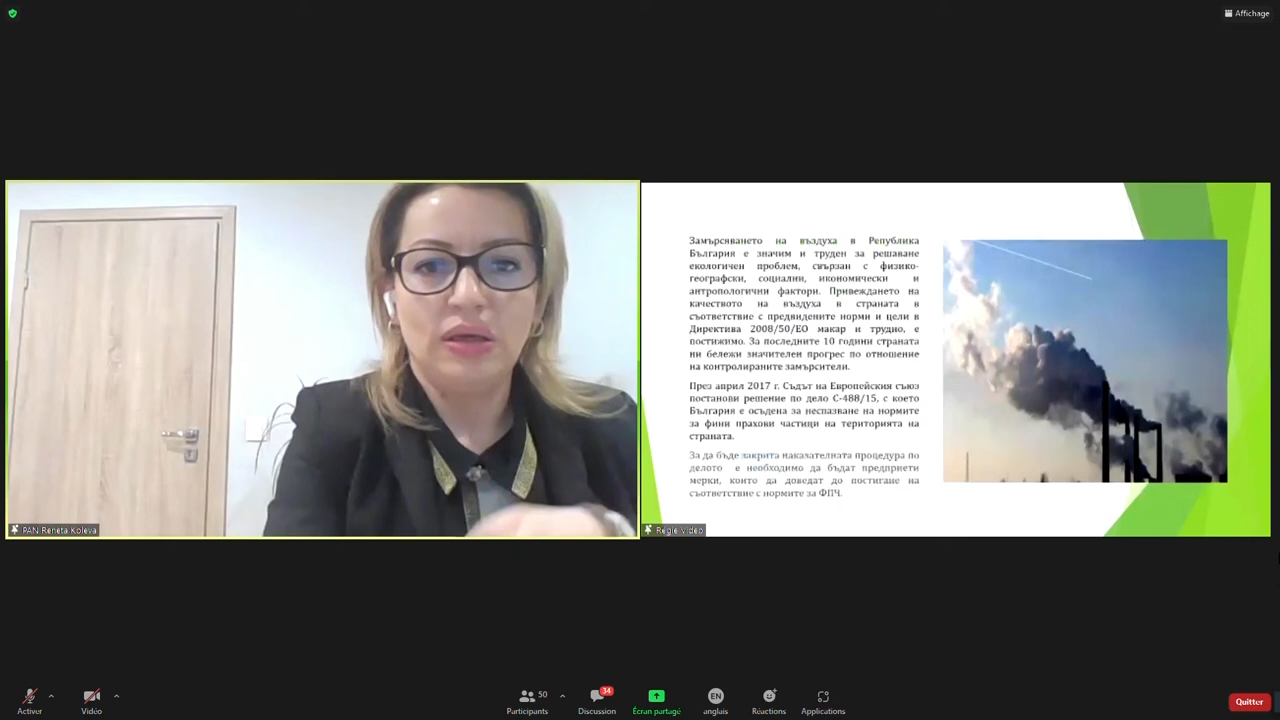 Affichage
Замърсяването на въздуха в Република
България е значим и труден за решаване
екологичен проблем, свързан с физико-
географски, социални, икономически и
антропологични фактори. Привеждането на
качеството на въздуха в страната в
съответствие с предвидените норми и цели в
Директива 2008/50/ЕО макар и трудно, е
постижимо. За последните 10 години страната
ни бележи значителен прогрес по отношение
на контролираните замърсители.
През април 2017 г. Съдът на Европейския съюз
постанови решение по дело C-488/15, с което
България е осъдена за неспазване на нормите
за фини прахови частици на територията на
страната.
За да бъде закрита наказателната процедура по
делото е необходимо да бъдат предприети
мерки, които да доведат до постигане на
съответствие с нормите за ФПЧ.
PAN Reneta Koleva
Régie Vidéo
Activer
Vidéo
50
Participants
34
Discussion
Écran partagé
EN
anglais
Réactions
Applications
Quitter